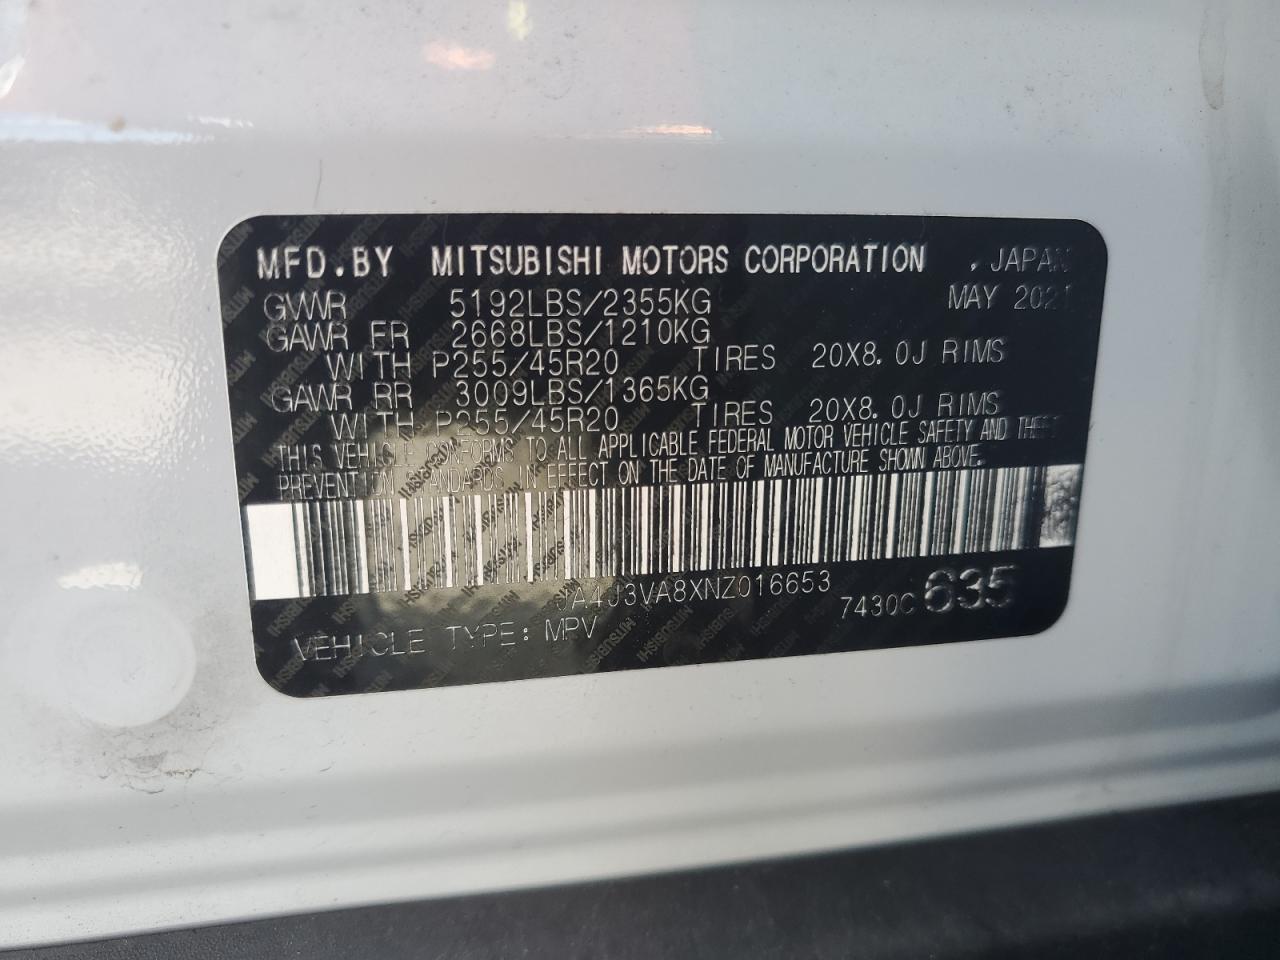 MFD.BY MITSUBISHI MOTORS CORPORATION , JAPAN
GVWR 5192LBS/2355KG MAY 2021
GAWR FR 2668LBS/1210KG
WITH P255/45R20 TIRES 20X8.0J RIMS
GAWR RR 3009LBS/1365KG
WITH P255/45R20 TIRES 20X8.0J RIMS
THIS VEHICLE CONFORMS TO ALL APPLICABLE FEDERAL MOTOR VEHICLE SAFETY AND THEFT
PREVENTION STANDARDS IN EFFECT ON THE DATE OF MANUFACTURE SHOWN ABOVE.
JA4J3VA8XNZ016653 7430C 635
VEHICLE TYPE: MPV